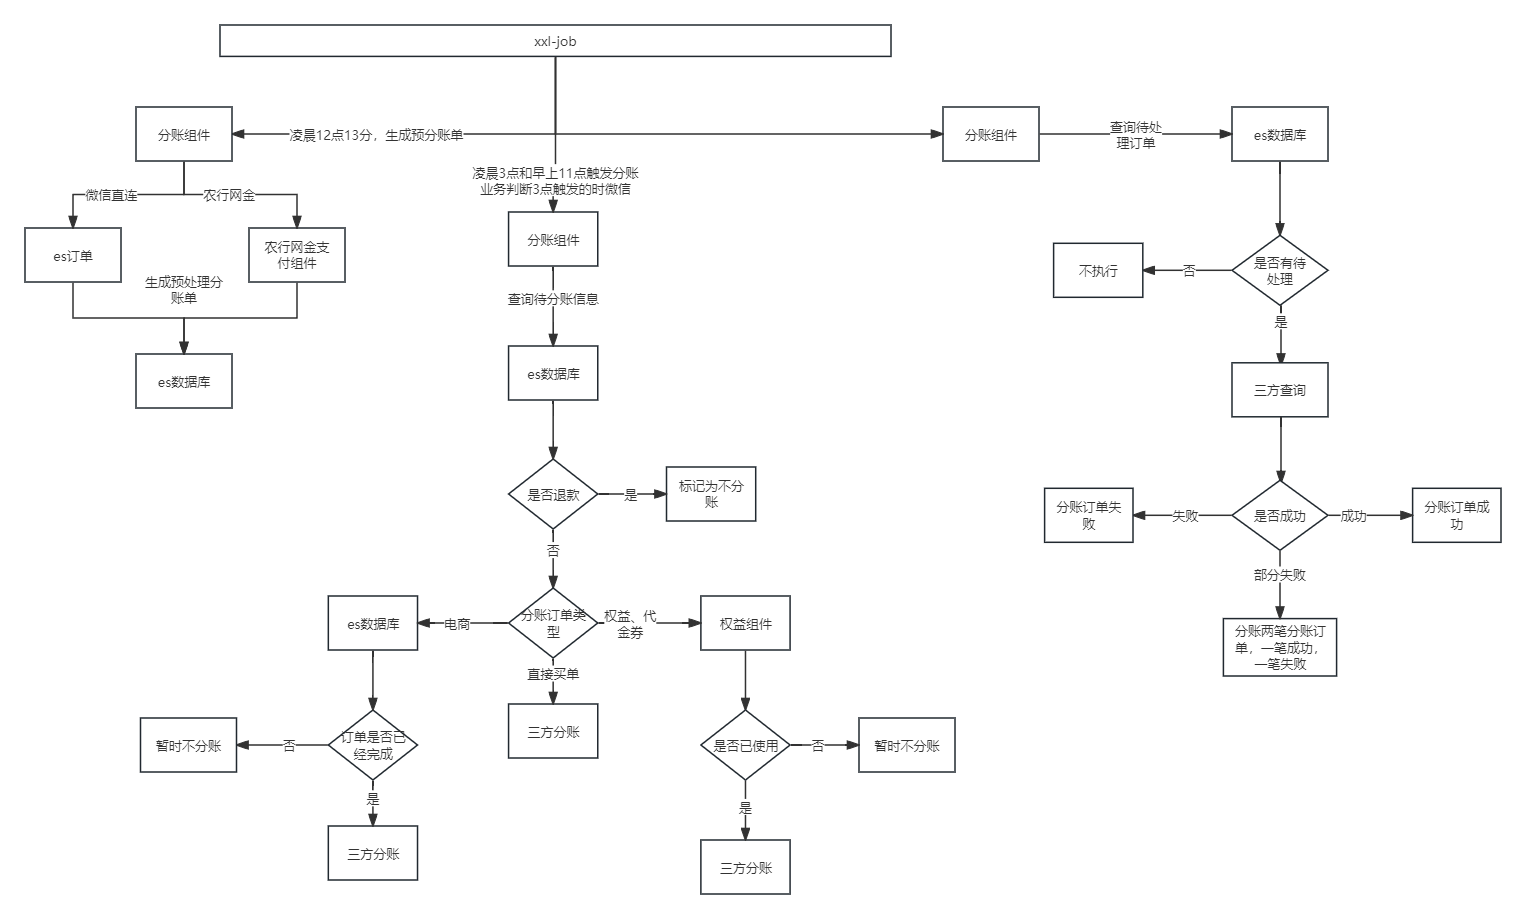 xxl-job
分账组件
凌晨12点13分，生成预分账单
分账组件
查询待处
理订单
es数据库
凌晨3点和早上11点触发分账
业务判断3点触发的时微信
微信直连
农行网金
es订单
农行网金支
付组件
生成预处理分
账单
es数据库
分账组件
查询待分账信息
es数据库
是否退款
是
标记为不分
账
否
分账订单类
型
电商
es数据库
权益、代
金券
权益组件
直接买单
三方分账
订单是否已
经完成
否
暂时不分账
是
三方分账
是否已使用
否
暂时不分账
是
三方分账
是否有待
处理
否
不执行
是
三方查询
是否成功
失败
分账订单失
败
成功
分账订单成
功
部分失败
分账两笔分账订
单，一笔成功，
一笔失败